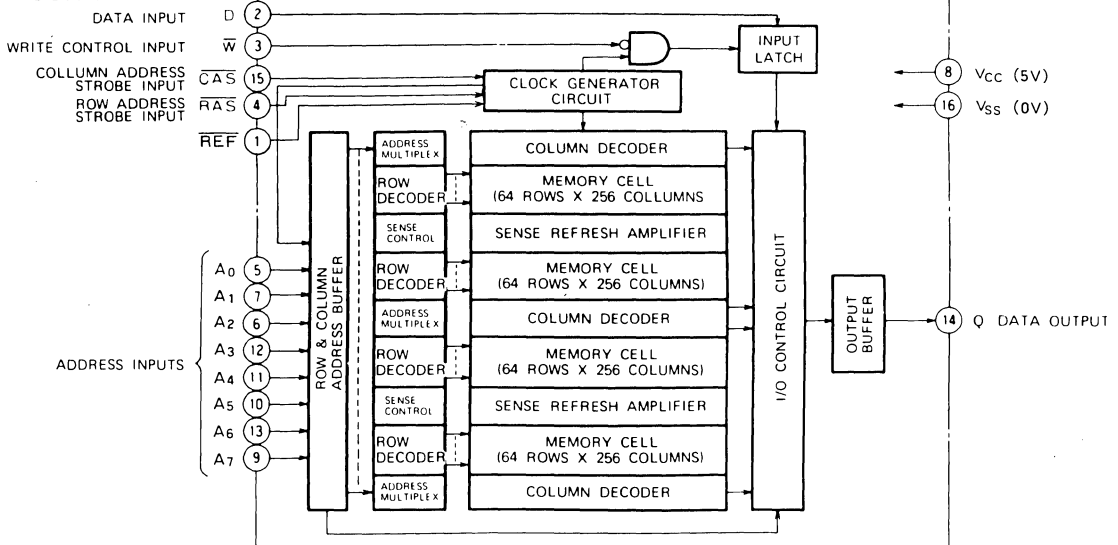 DATA INPUT D 2
WRITE CONTROL INPUT W̅ 3
COLLUMN ADDRESS
STROBE INPUT C̅A̅S̅ 15
ROW ADDRESS
STROBE INPUT R̅A̅S̅ 4
R̅E̅F̅ 1
INPUT
LATCH
CLOCK GENERATOR
CIRCUIT
8 VCC (5V)
16 VSS (0V)
ADDRESS INPUTS
A0 5
A1 7
A2 6
A3 12
A4 11
A5 10
A6 13
A7 9
ROW & COLUMN
ADDRESS BUFFER
ADDRESS
MULTIPLEX
COLUMN DECODER
ROW
DECODER
MEMORY CELL
(64 ROWS X 256 COLLUMNS
SENSE
CONTROL
SENSE REFRESH AMPLIFIER
ROW
DECODER
MEMORY CELL
(64 ROWS X 256 COLUMNS)
ADDRESS
MULTIPLEX
COLUMN DECODER
ROW
DECODER
MEMORY CELL
(64 ROWS X 256 COLUMNS)
SENSE
CONTROL
SENSE REFRESH AMPLIFIER
ROW
DECODER
MEMORY CELL
(64 ROWS X 256 COLUMNS)
ADDRESS
MULTIPLEX
COLUMN DECODER
I/O CONTROL CIRCUIT
OUTPUT
BUFFER
14 Q DATA OUTPUT